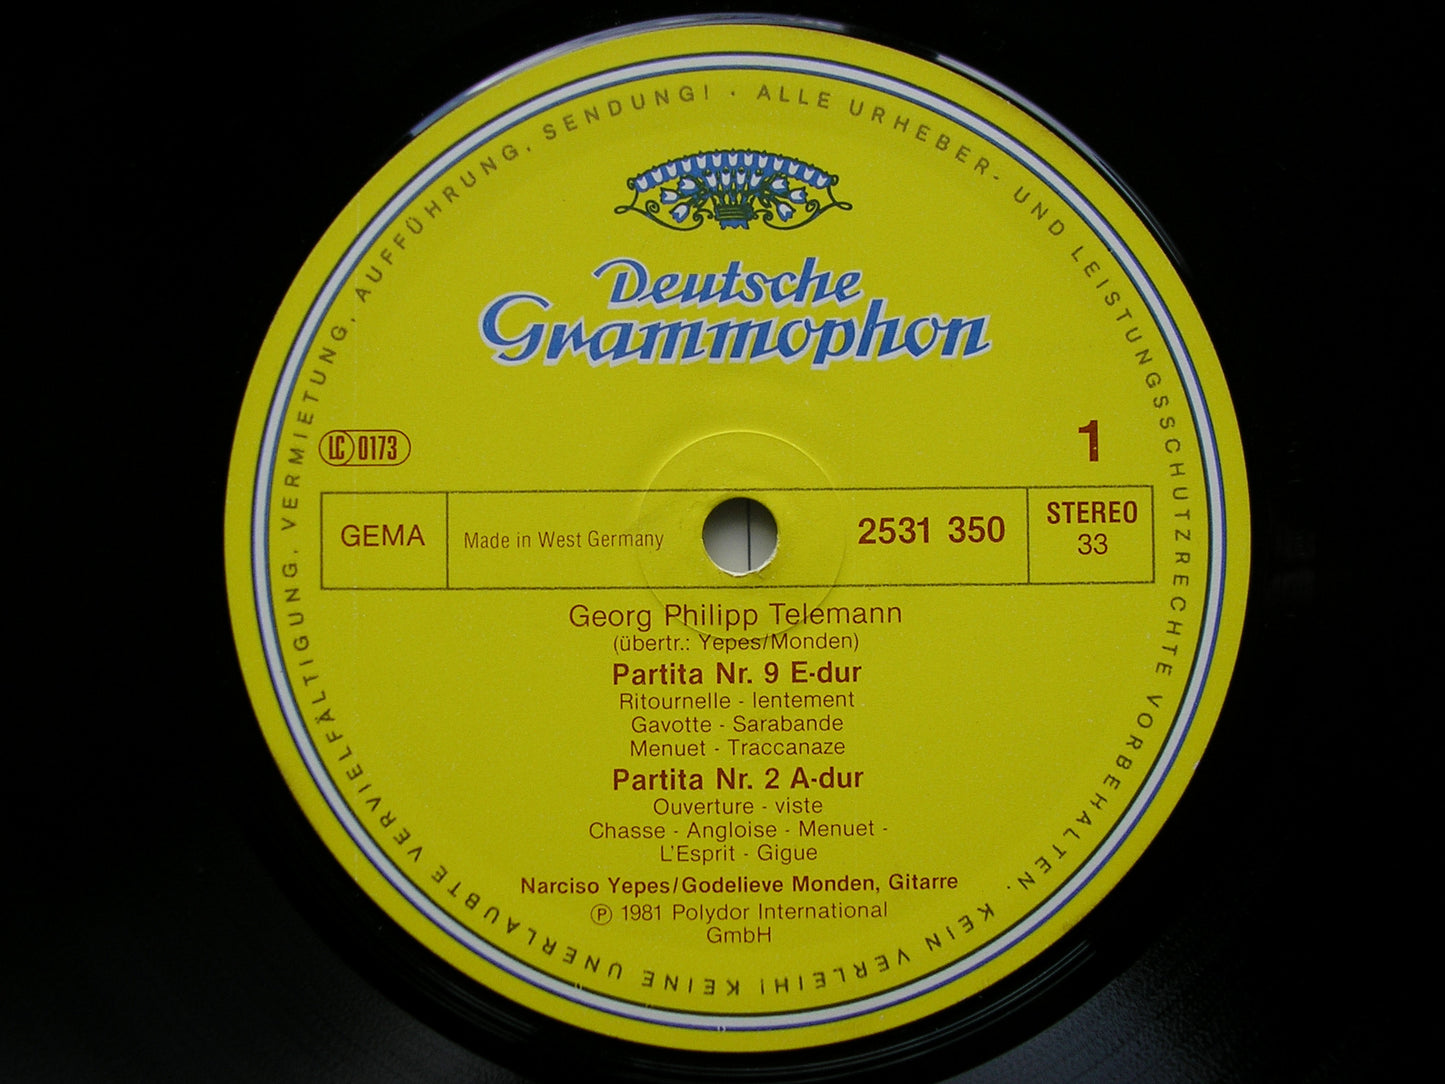 ALLE URHEBER- UND LEISTUNGSSCHUTZRECHTE VORBEHALTEN · KEIN VERLEIH! KEINE UNERLAUBTE VERVIELFÄLTIGUNG, VERMIETUNG, AUFFÜHRUNG, SENDUNG! ·
Deutsche
Grammophon
LC 0173
1
GEMA
Made in West Germany
2531 350
STEREO
33
Georg Philipp Telemann
(übertr.: Yepes/Monden)
Partita Nr. 9 E-dur
Ritournelle - lentement
Gavotte - Sarabande
Menuet - Traccanaze
Partita Nr. 2 A-dur
Ouverture - viste
Chasse - Angloise - Menuet -
L'Esprit - Gigue
Narciso Yepes/Godelieve Monden, Gitarre
℗ 1981 Polydor International
GmbH